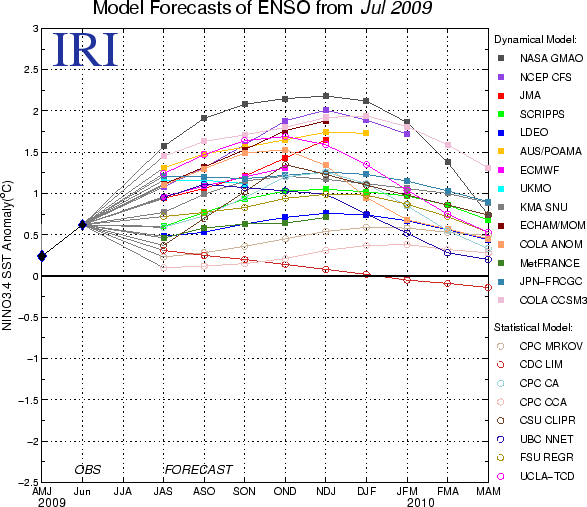 Model Forecasts of ENSO from Jul 2009
IRI
NINO3.4 SST Anomaly (°C)
3
2.5
2
1.5
1
0.5
0
-0.5
-1
-1.5
-2
-2.5
OBS
FORECAST
AMJ Jun JJA JAS ASO SON OND NDJ DJF JFM FMA MAM
2009 2010
Dynamical Model:
NASA GMAO
NCEP CFS
JMA
SCRIPPS
LDEO
AUS/POAMA
ECMWF
UKMO
KMA SNU
ECHAM/MOM
COLA ANOM
MetFRANCE
JPN-FRCGC
COLA CCSM3
Statistical Model:
CPC MRKOV
CDC LIM
CPC CA
CPC CCA
CSU CLIPR
UBC NNET
FSU REGR
UCLA-TCD